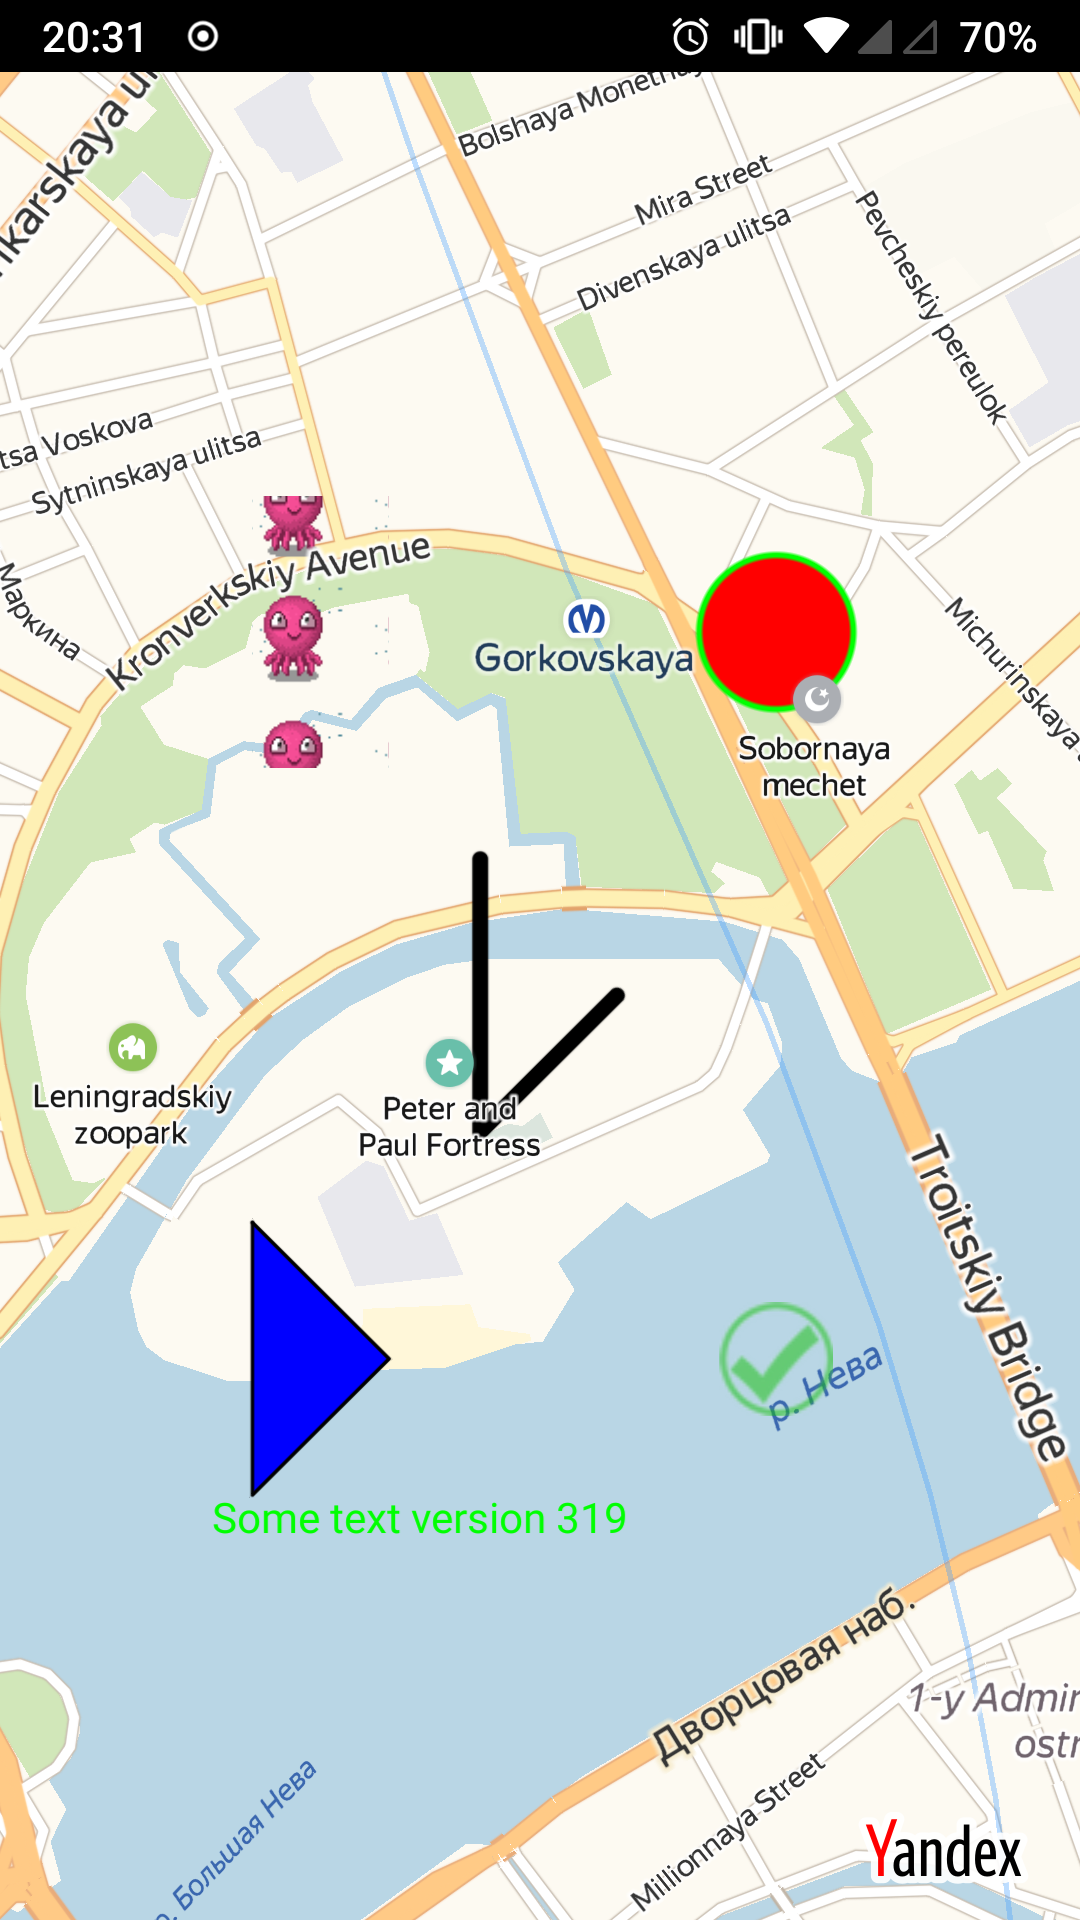 20:31
70%
Bolshaya Monetnay
Mira Street
Divenskaya ulitsa
Pevcheskiy pereulok
tsa Voskova
Sytninskaya ulitsa
Kronverkskiy Avenue
Маркина
Gorkovskaya
Michurinskaya
Sobornaya
mechet
Leningradskiy
zoopark
Peter and
Paul Fortress
Troitskiy Bridge
р. Нева
Some text version 319
Дворцовая наб.
1-y Admir
ostr
Millionnaya Street
р. Большая Нева
Yandex